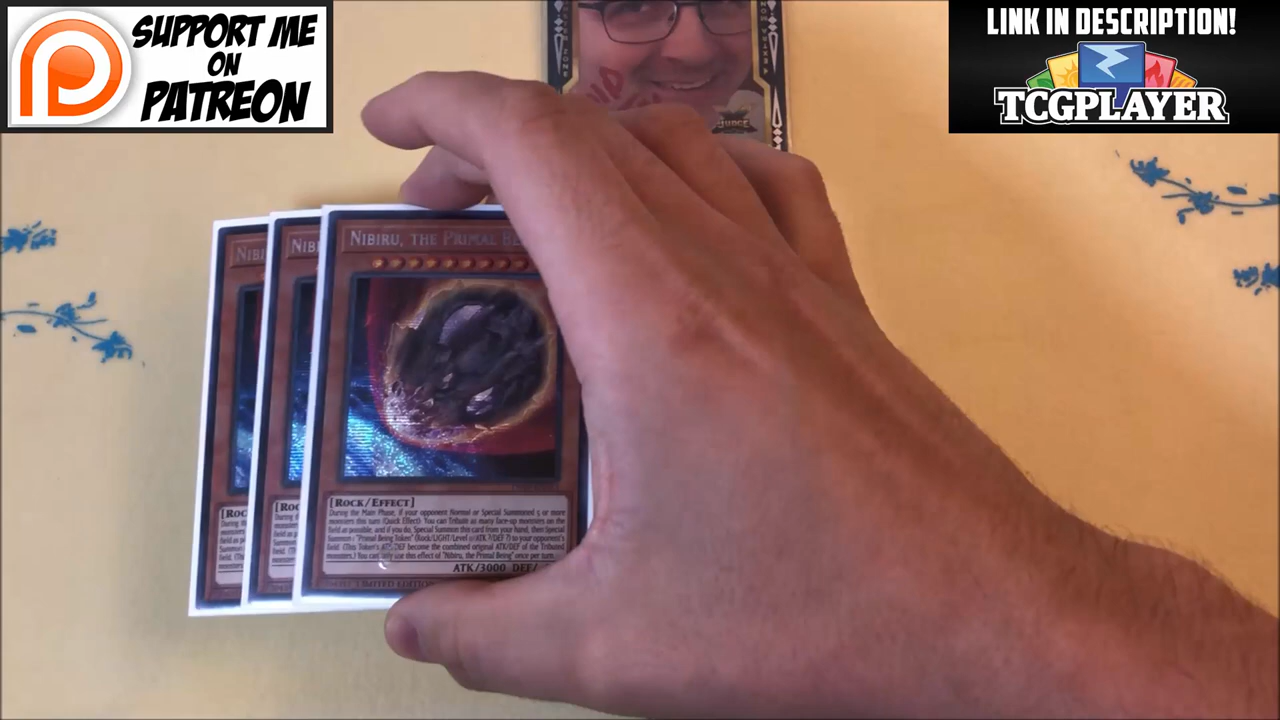 SUPPORT ME
ON
PATREON
LINK IN DESCRIPTION!
TCGPLAYER
JUDGE
NIBI
NIBI
NIBIRU, THE PRIMAL BE
[ROCK/EFFECT]
During the Main Phase, if your opponent Normal or Special Summoned 5 or more
monsters this turn (Quick Effect): You can Tribute as many face-up monsters on the
field as possible, and if you do, Special Summon this card from your hand, then Special
Summon 1 "Primal Being Token" (Rock/LIGHT/Level 11/ATK ?/DEF ?) to your opponent's
field. (This Token's ATK/DEF become the combined original ATK/DEF of the Tributed
monsters.) You can only use this effect of "Nibiru, the Primal Being" once per turn.
ATK/3000 DEF/
LIMITED EDITION